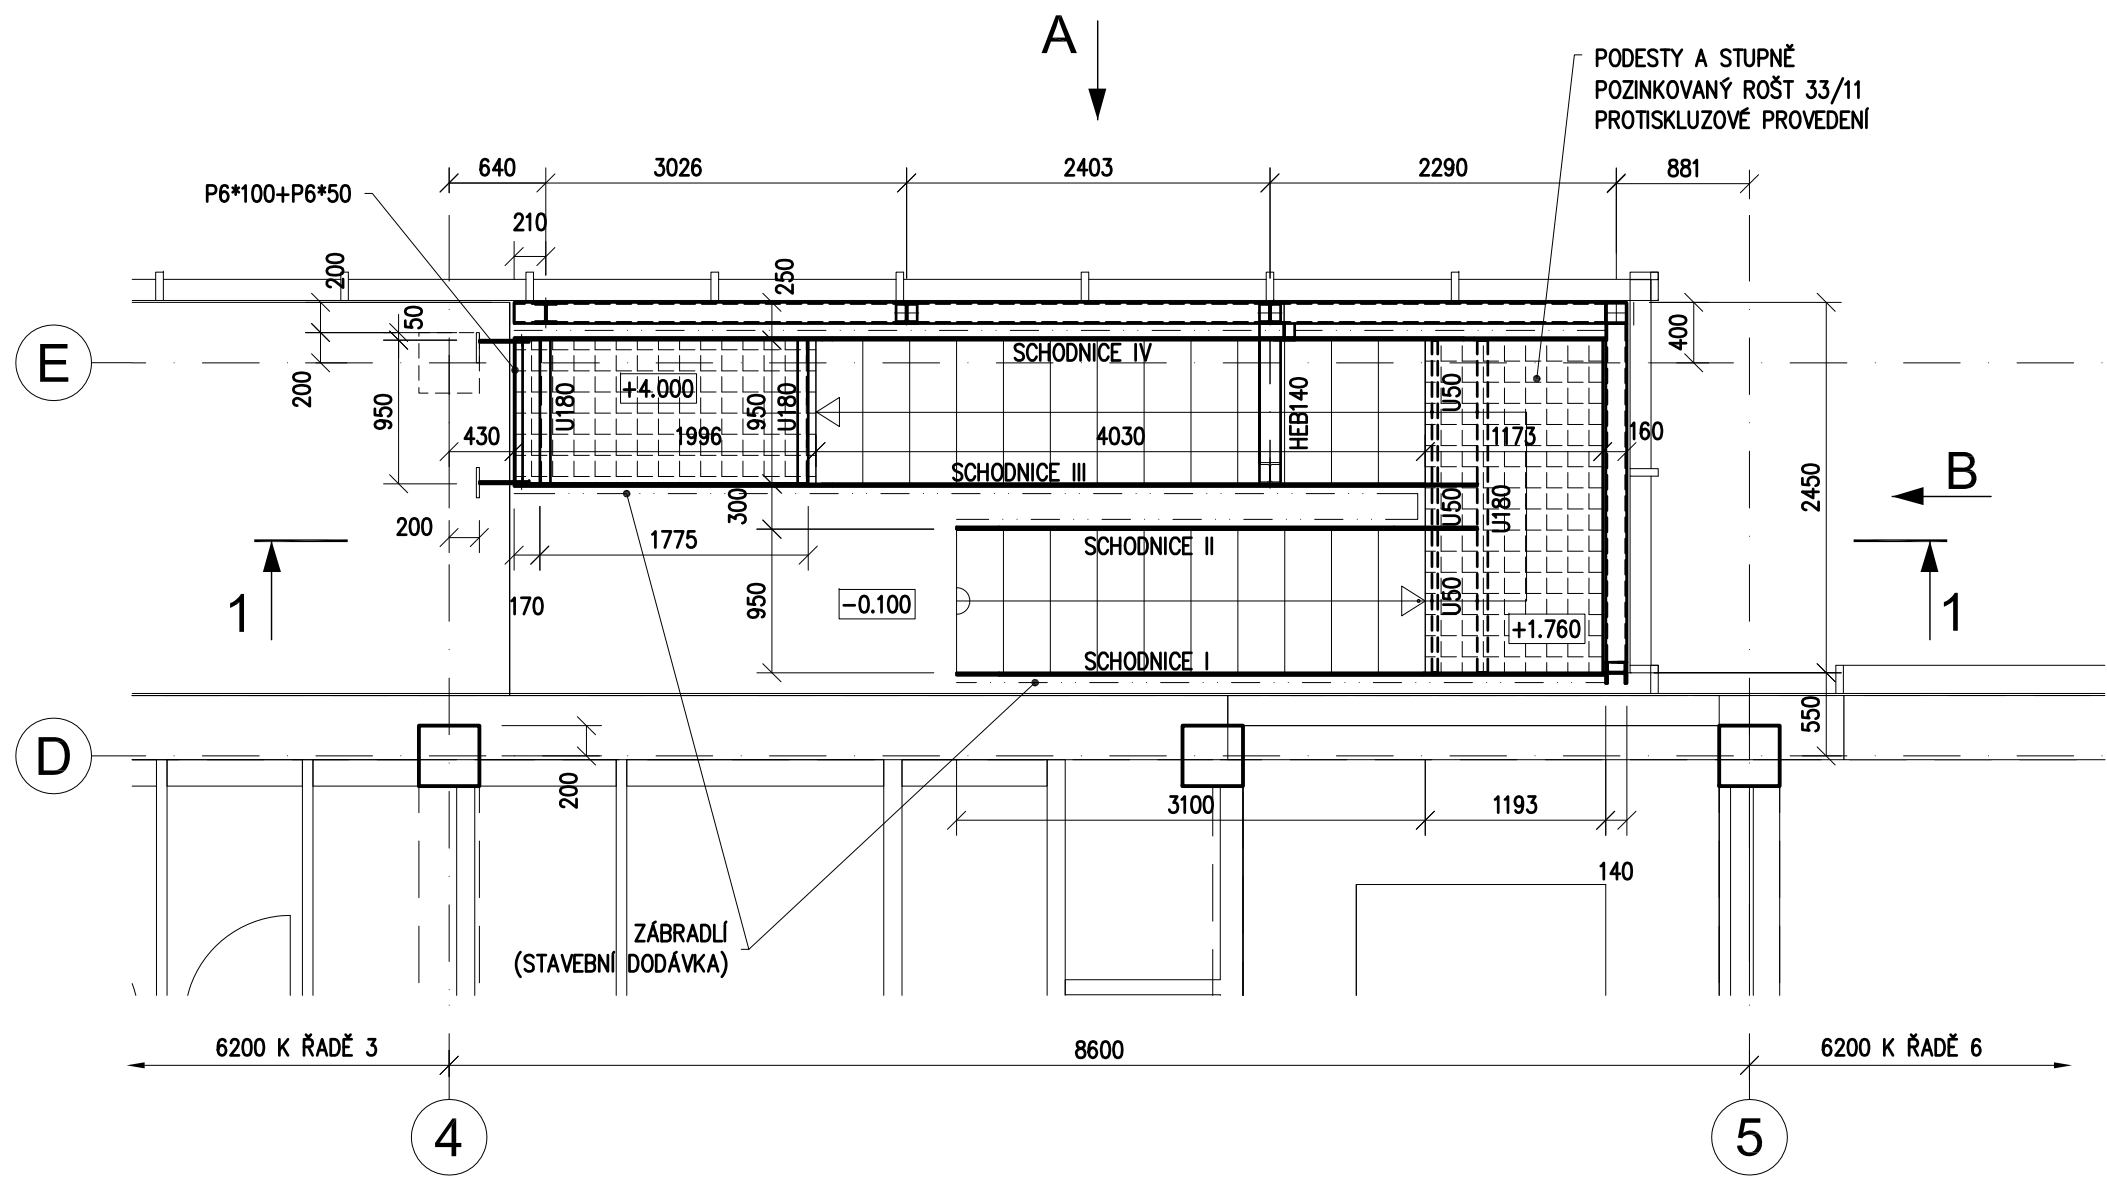 A
PODESTY A STUPNĚ
POZINKOVANÝ ROŠT 33/11
PROTISKLUZOVÉ PROVEDENÍ
640
3026
2403
2290
881
P6*100+P6*50
210
200
250
50
400
E
SCHODNICE IV
U180
+4.000
950
U180
HEB140
U50
200
950
430
1996
4030
1173
160
SCHODNICE III
B
2450
300
U50
U180
200
1775
SCHODNICE II
1
170
950
-0.100
U50
+1.760
1
SCHODNICE I
550
D
200
3100
1193
140
ZÁBRADLÍ
(STAVEBNÍ DODÁVKA)
6200 K ŘADĚ 3
8600
6200 K ŘADĚ 6
4
5